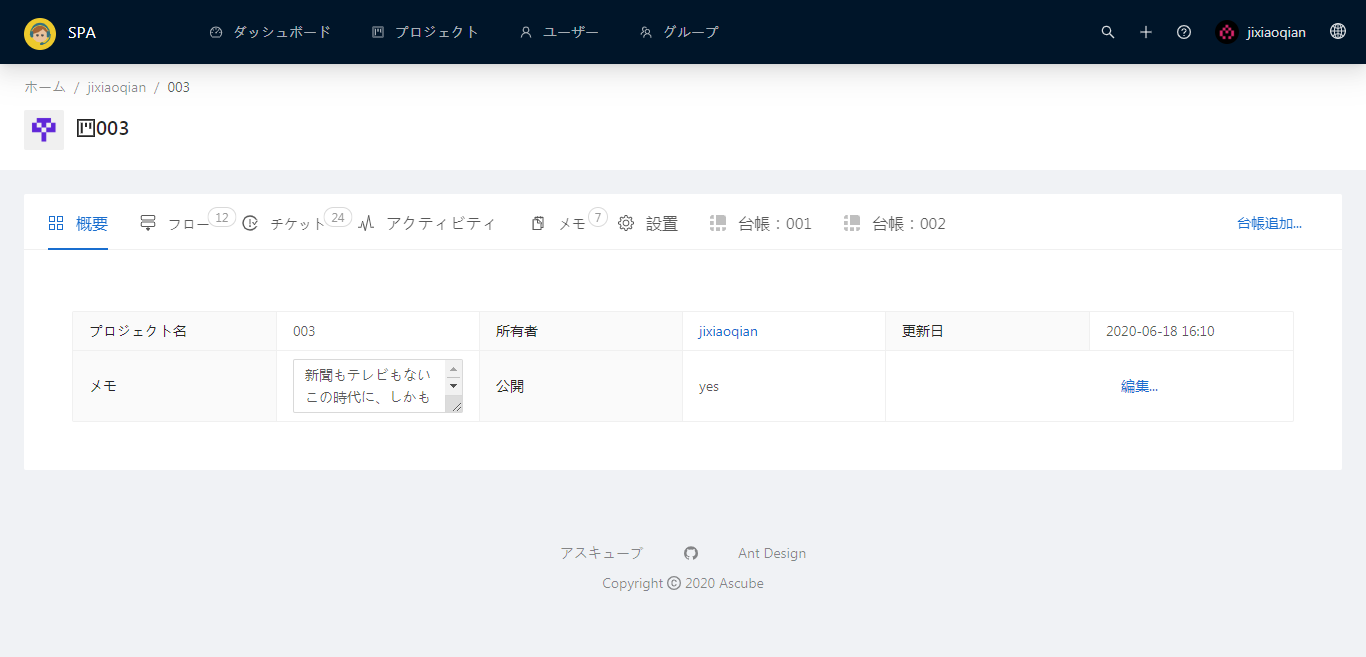 SPA ダッシュボード プロジェクト ユーザー グループ jixiaoqian
ホーム / jixiaoqian / 003
003
概要 フロー 12 チケット 24 アクティビティ メモ 7 设置 台帳：001 台帳：002 台帳追加...
プロジェクト名 003 所有者 jixiaoqian 更新日 2020-06-18 16:10
メモ 新聞もテレビもない 公開 yes 編集...
この時代に、しかも
アスキューブ Ant Design
Copyright © 2020 Ascube